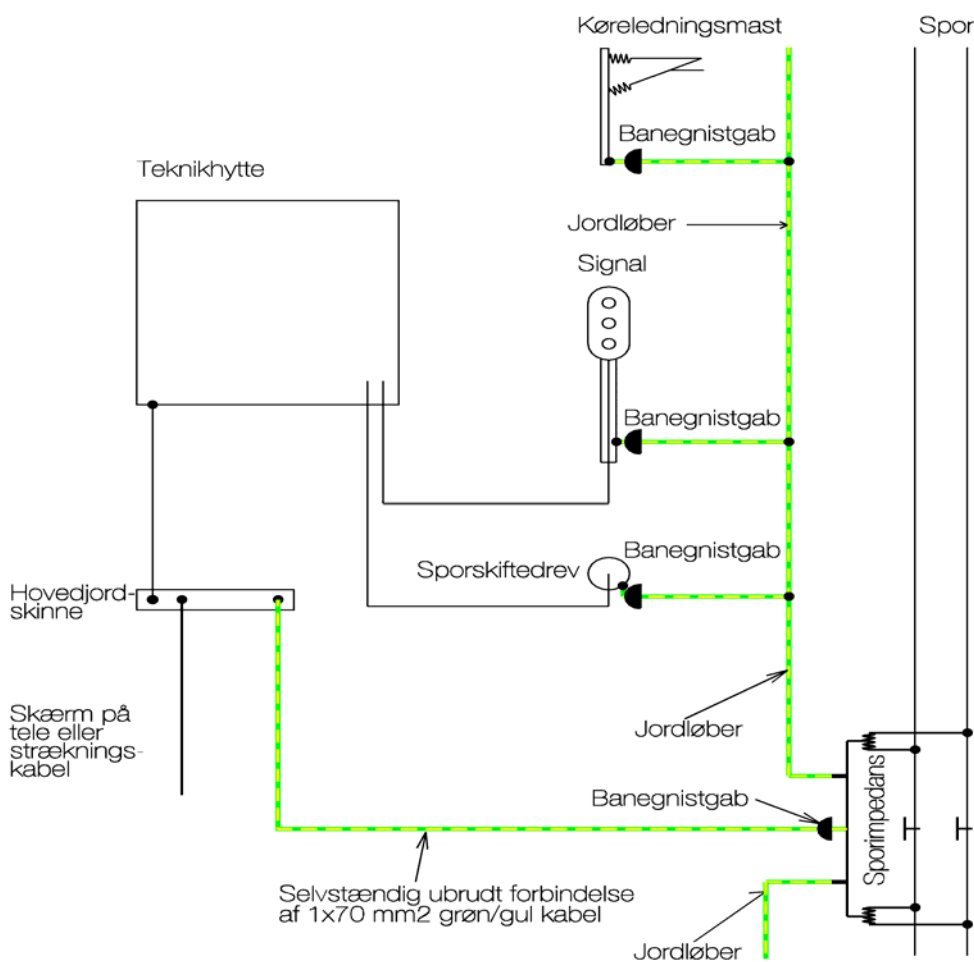 Køreledningsmast
Spor
Banegnistgab
Teknikhytte
Jordløber
Signal
Banegnistgab
Banegnistgab
Sporskiftedrev
Hovedjord-
skinne
Skærm på
tele eller
stræknings-
kabel
Jordløber
Banegnistgab
Sporimpedans
Selvstændig ubrudt forbindelse
af 1x70 mm2 grøn/gul kabel
Jordløber